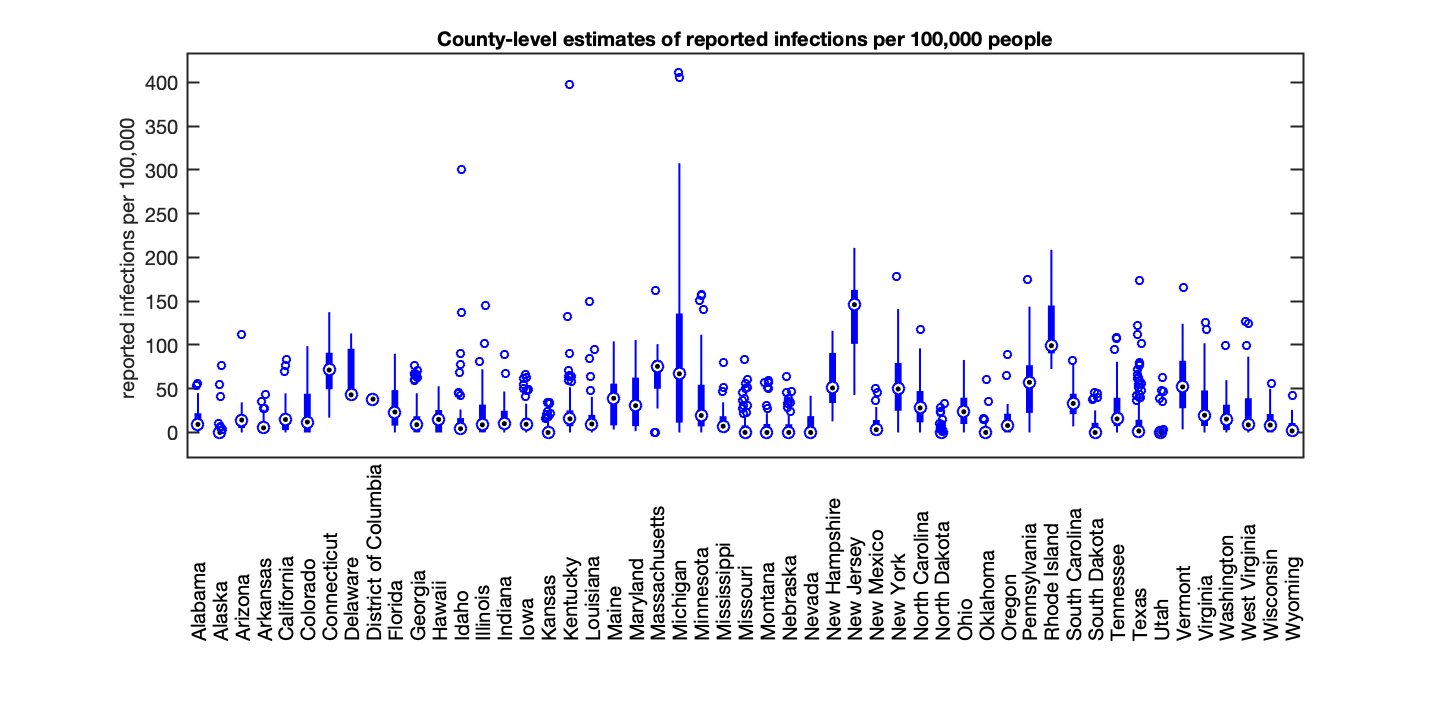 County-level estimates of reported infections per 100,000 people
reported infections per 100,000
400
350
300
250
200
150
100
50
0
Alabama
Alaska
Arizona
Arkansas
California
Colorado
Connecticut
Delaware
District of Columbia
Florida
Georgia
Hawaii
Idaho
Illinois
Indiana
Iowa
Kansas
Kentucky
Louisiana
Maine
Maryland
Massachusetts
Michigan
Minnesota
Mississippi
Missouri
Montana
Nebraska
Nevada
New Hampshire
New Jersey
New Mexico
New York
North Carolina
North Dakota
Ohio
Oklahoma
Oregon
Pennsylvania
Rhode Island
South Carolina
South Dakota
Tennessee
Texas
Utah
Vermont
Virginia
Washington
West Virginia
Wisconsin
Wyoming